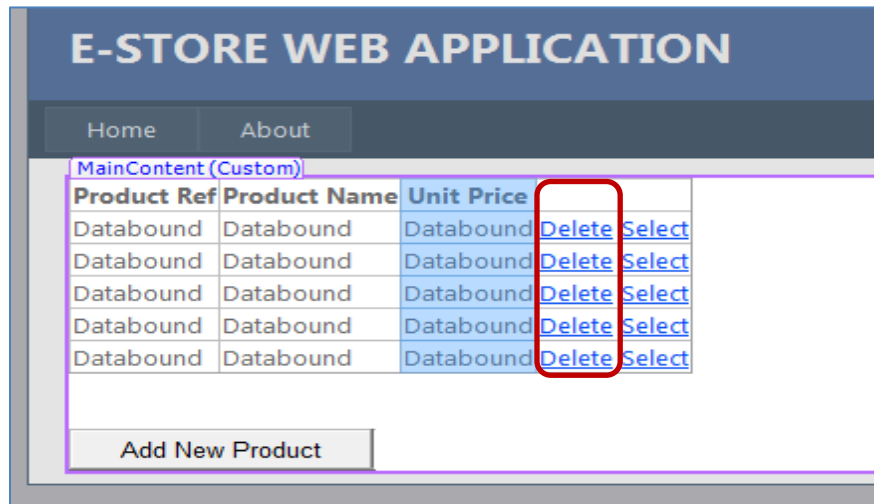 E-STORE WEB APPLICATION
Home About
MainContent (Custom)
Product Ref Product Name Unit Price
Databound Databound Databound Delete Select
Databound Databound Databound Delete Select
Databound Databound Databound Delete Select
Databound Databound Databound Delete Select
Databound Databound Databound Delete Select
Add New Product